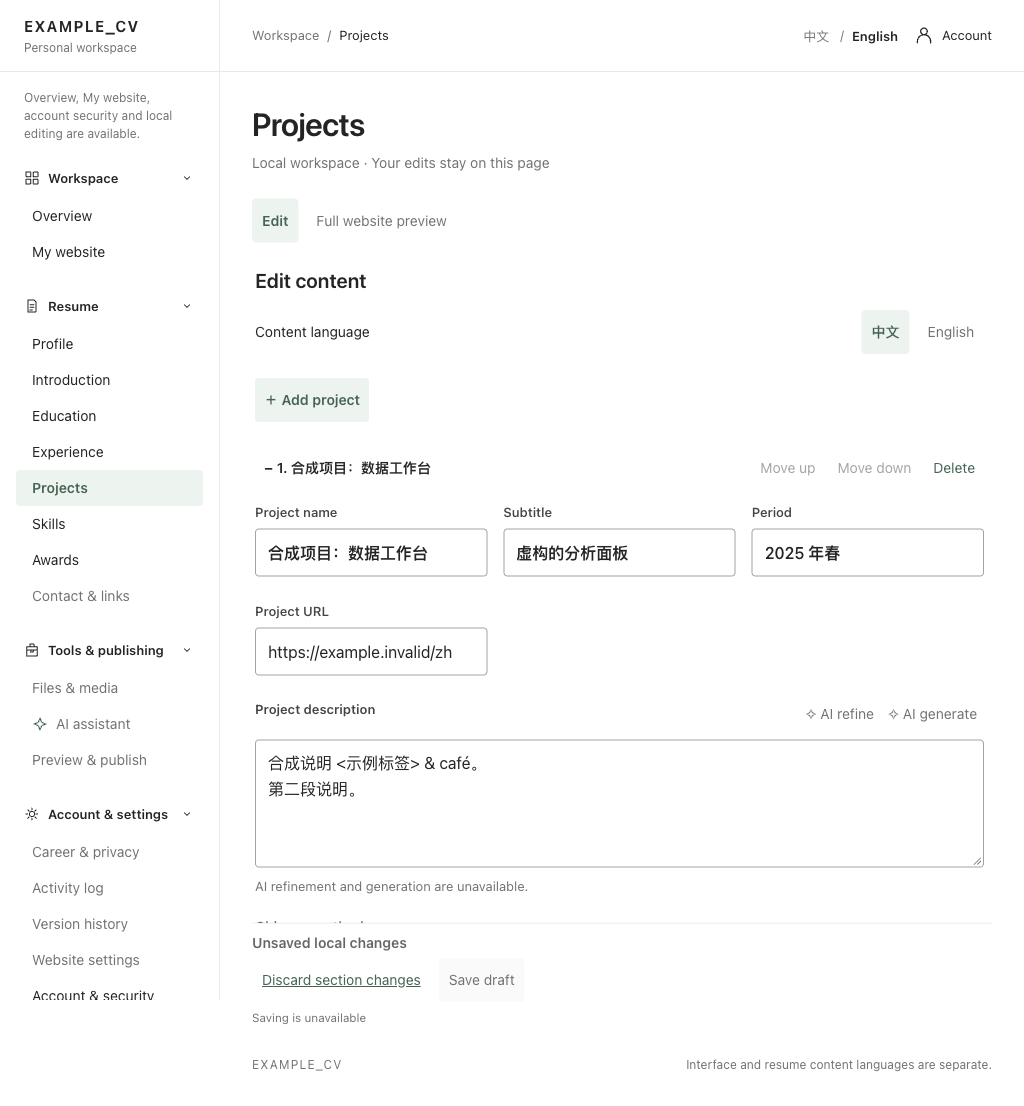 EXAMPLE_CV
Personal workspace
Workspace / Projects
中文 / English Account
Overview, My website,
account security and local
editing are available.
Workspace
Overview
My website
Resume
Profile
Introduction
Education
Experience
Projects
Skills
Awards
Contact & links
Tools & publishing
Files & media
AI assistant
Preview & publish
Account & settings
Career & privacy
Activity log
Version history
Website settings
Account & security
Projects
Local workspace · Your edits stay on this page
Edit Full website preview
Edit content
Content language 中文 English
+ Add project
– 1. 合成项目：数据工作台 Move up Move down Delete
Project name Subtitle Period
合成项目：数据工作台 虚构的分析面板 2025 年春
Project URL
https://example.invalid/zh
Project description AI refine AI generate
合成说明 <示例标签> & café。
第二段说明。
AI refinement and generation are unavailable.
Unsaved local changes
Discard section changes Save draft
Saving is unavailable
EXAMPLE_CV Interface and resume content languages are separate.